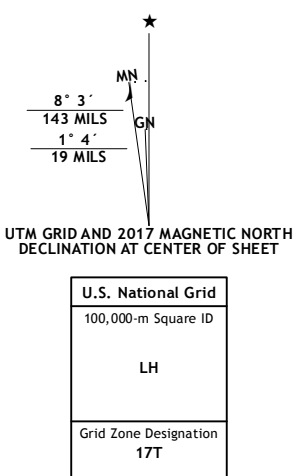 ★
MN
8° 3´
143 MILS
GN
1° 4´
19 MILS
UTM GRID AND 2017 MAGNETIC NORTH
DECLINATION AT CENTER OF SHEET
U.S. National Grid
100,000-m Square ID
LH
Grid Zone Designation
17T